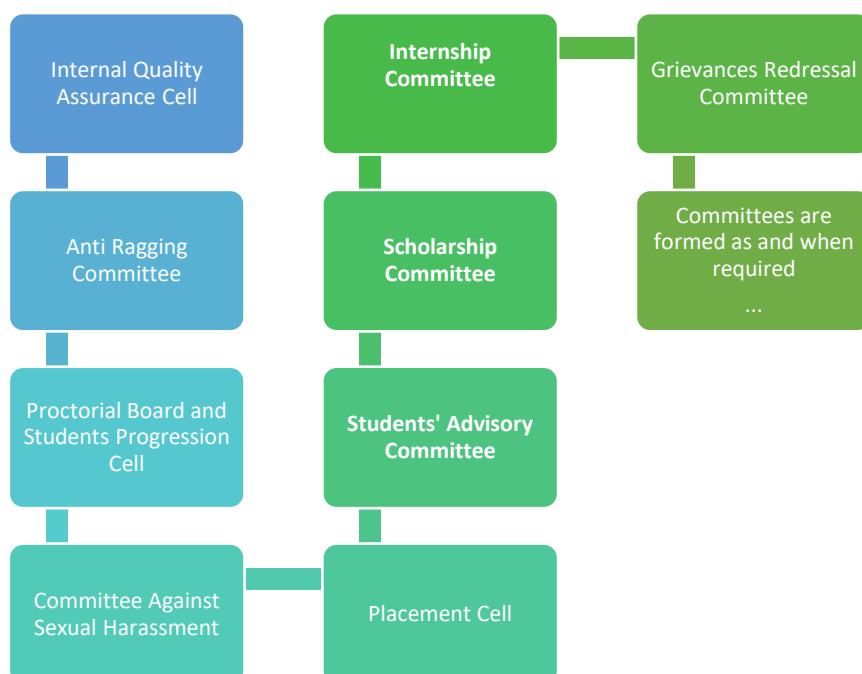 Internal Quality
Assurance Cell
Anti Ragging
Committee
Proctorial Board and
Students Progression
Cell
Committee Against
Sexual Harassment
Placement Cell
Students' Advisory
Committee
Scholarship
Committee
Internship
Committee
Grievances Redressal
Committee
Committees are
formed as and when
required
...